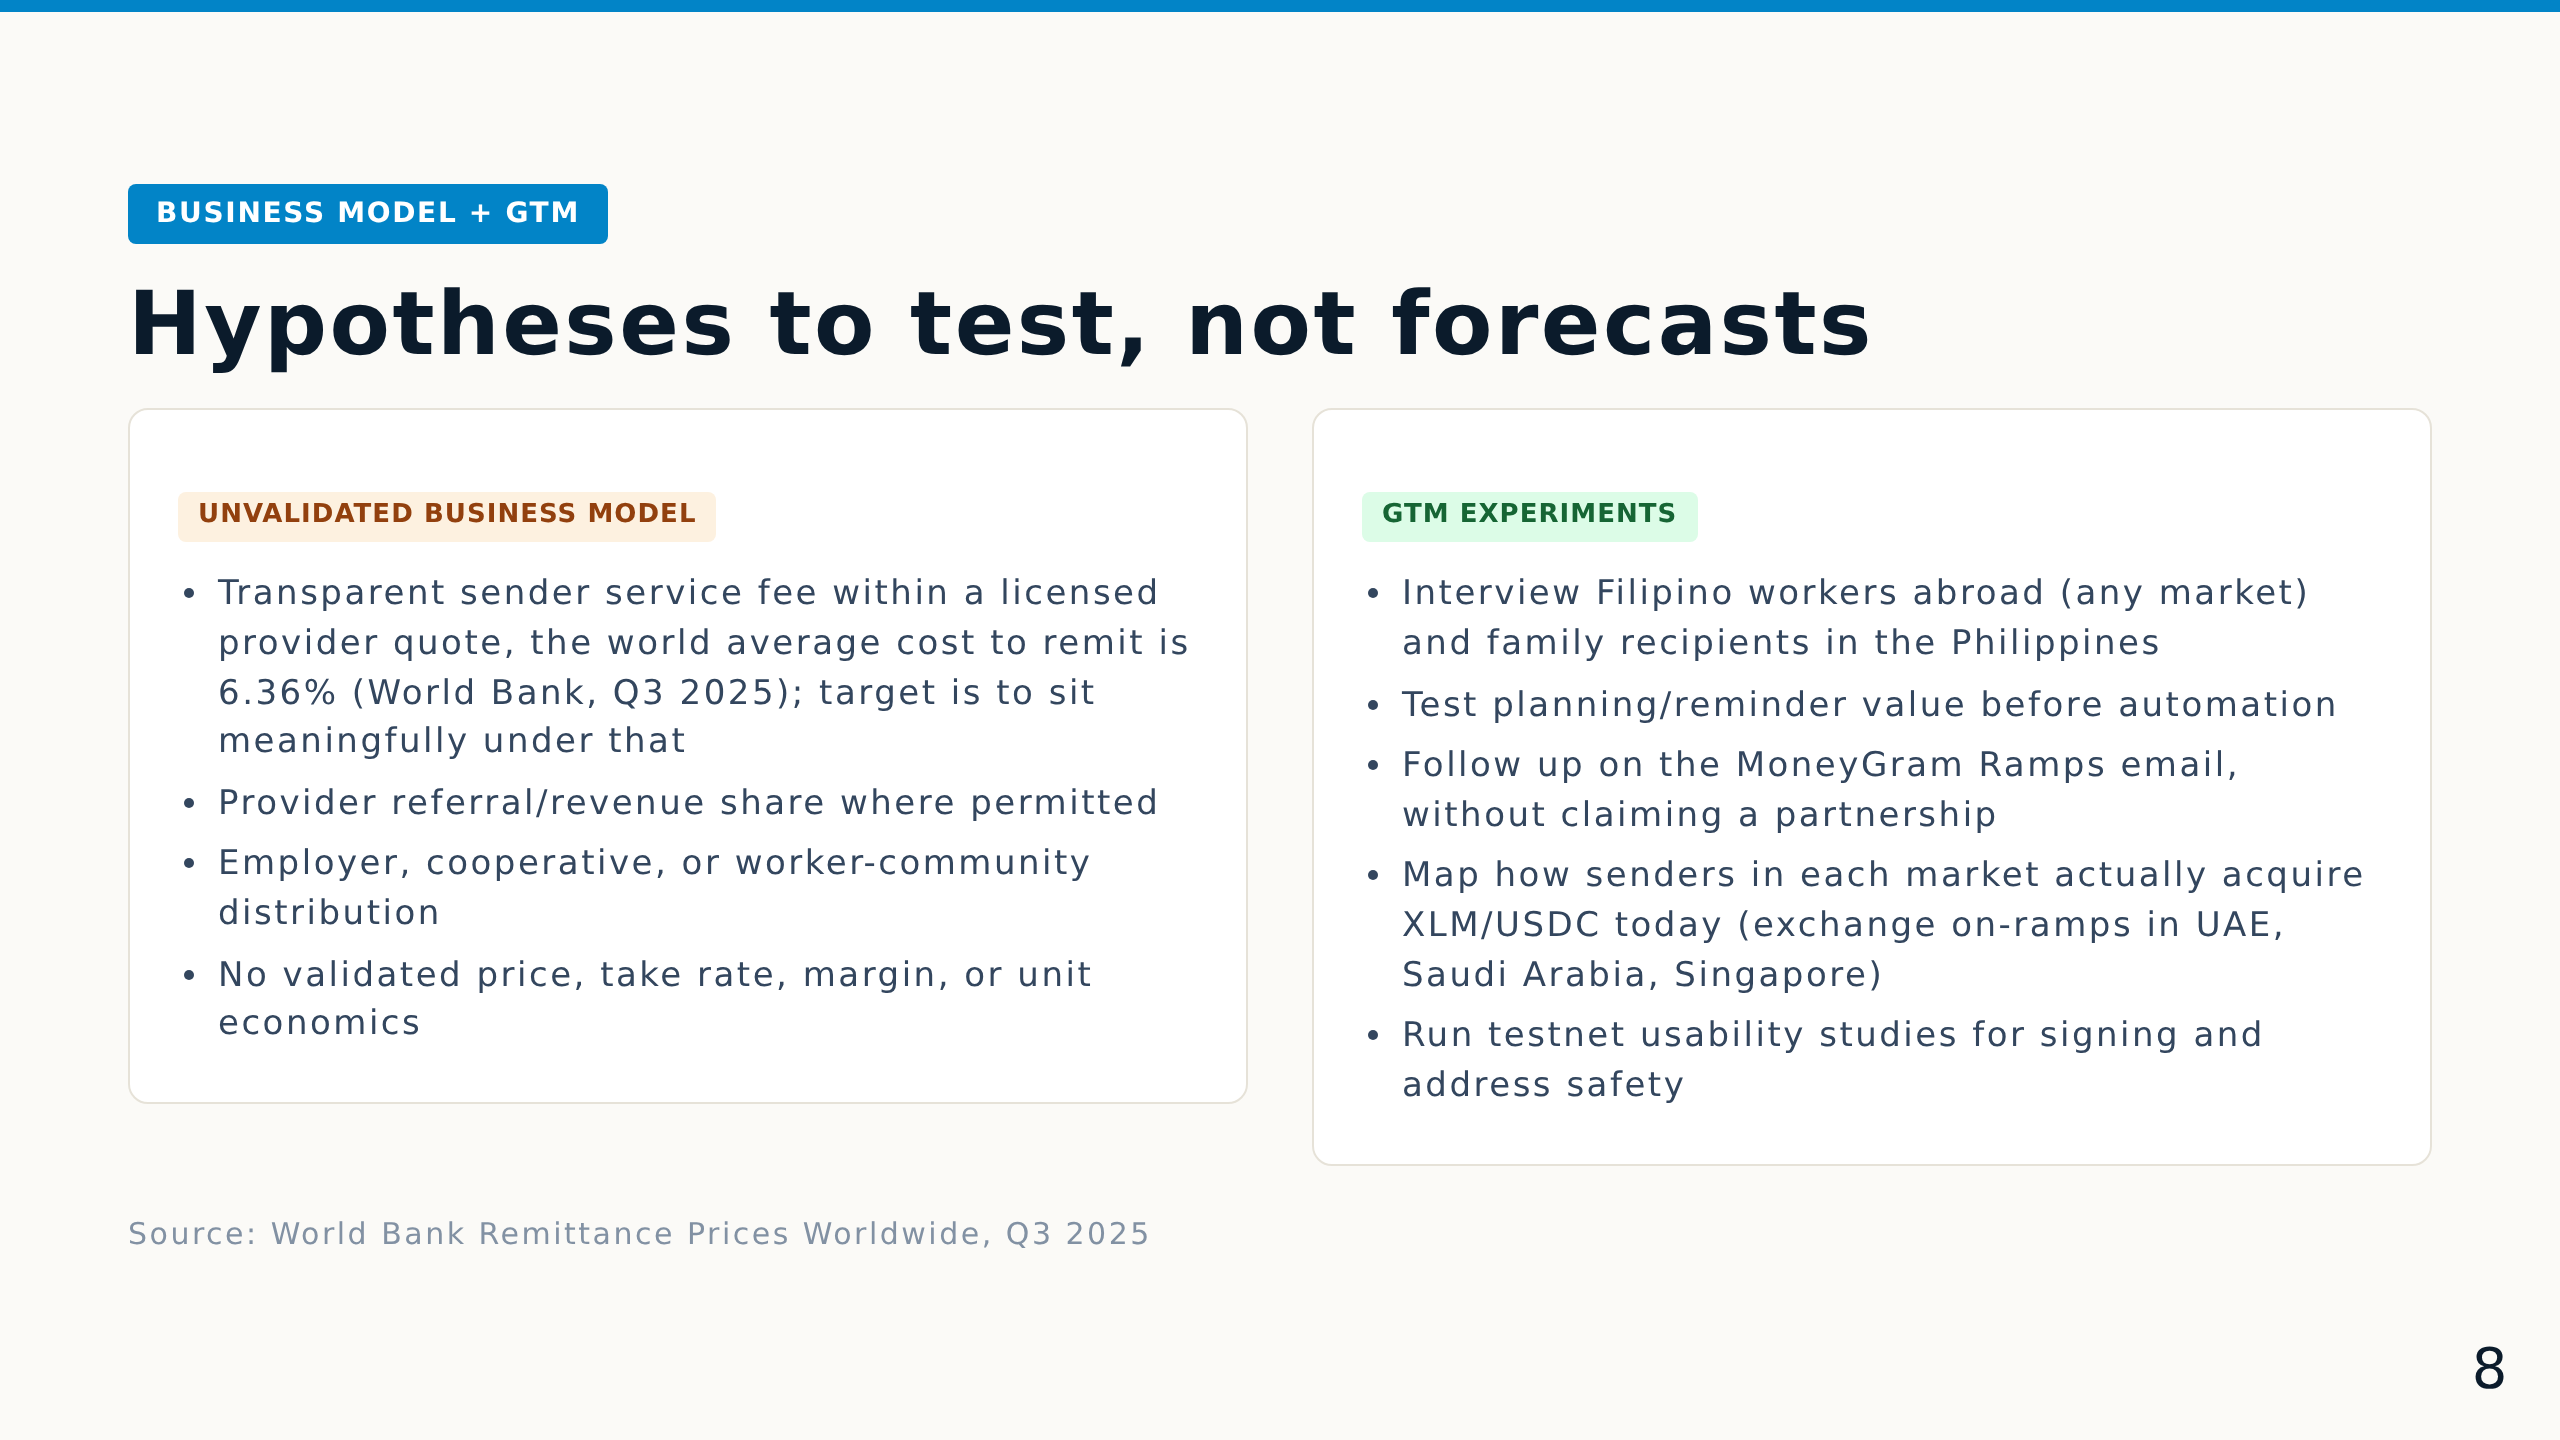 BUSINESS MODEL + GTM
Hypotheses to test, not forecasts
UNVALIDATED BUSINESS MODEL
• Transparent sender service fee within a licensed
provider quote, the world average cost to remit is
6.36% (World Bank, Q3 2025); target is to sit
meaningfully under that
• Provider referral/revenue share where permitted
• Employer, cooperative, or worker-community
distribution
• No validated price, take rate, margin, or unit
economics
GTM EXPERIMENTS
• Interview Filipino workers abroad (any market)
and family recipients in the Philippines
• Test planning/reminder value before automation
• Follow up on the MoneyGram Ramps email,
without claiming a partnership
• Map how senders in each market actually acquire
XLM/USDC today (exchange on-ramps in UAE,
Saudi Arabia, Singapore)
• Run testnet usability studies for signing and
address safety
Source: World Bank Remittance Prices Worldwide, Q3 2025
8